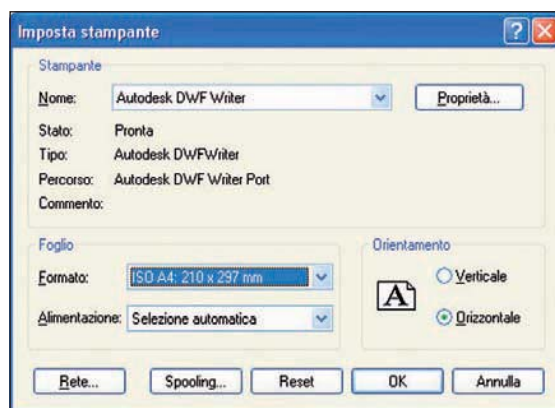 Imposta stampante
Stampante
Nome: Autodesk DWF Writer Proprietà...
Stato: Pronta
Tipo: Autodesk DWFWriter
Percorso: Autodesk DWF Writer Port
Commento:
Foglio
Formato: ISO A4: 210 x 297 mm
Alimentazione: Selezione automatica
Orientamento
A
Verticale
Orizzontale
Rete... Spooling... Reset OK Annulla